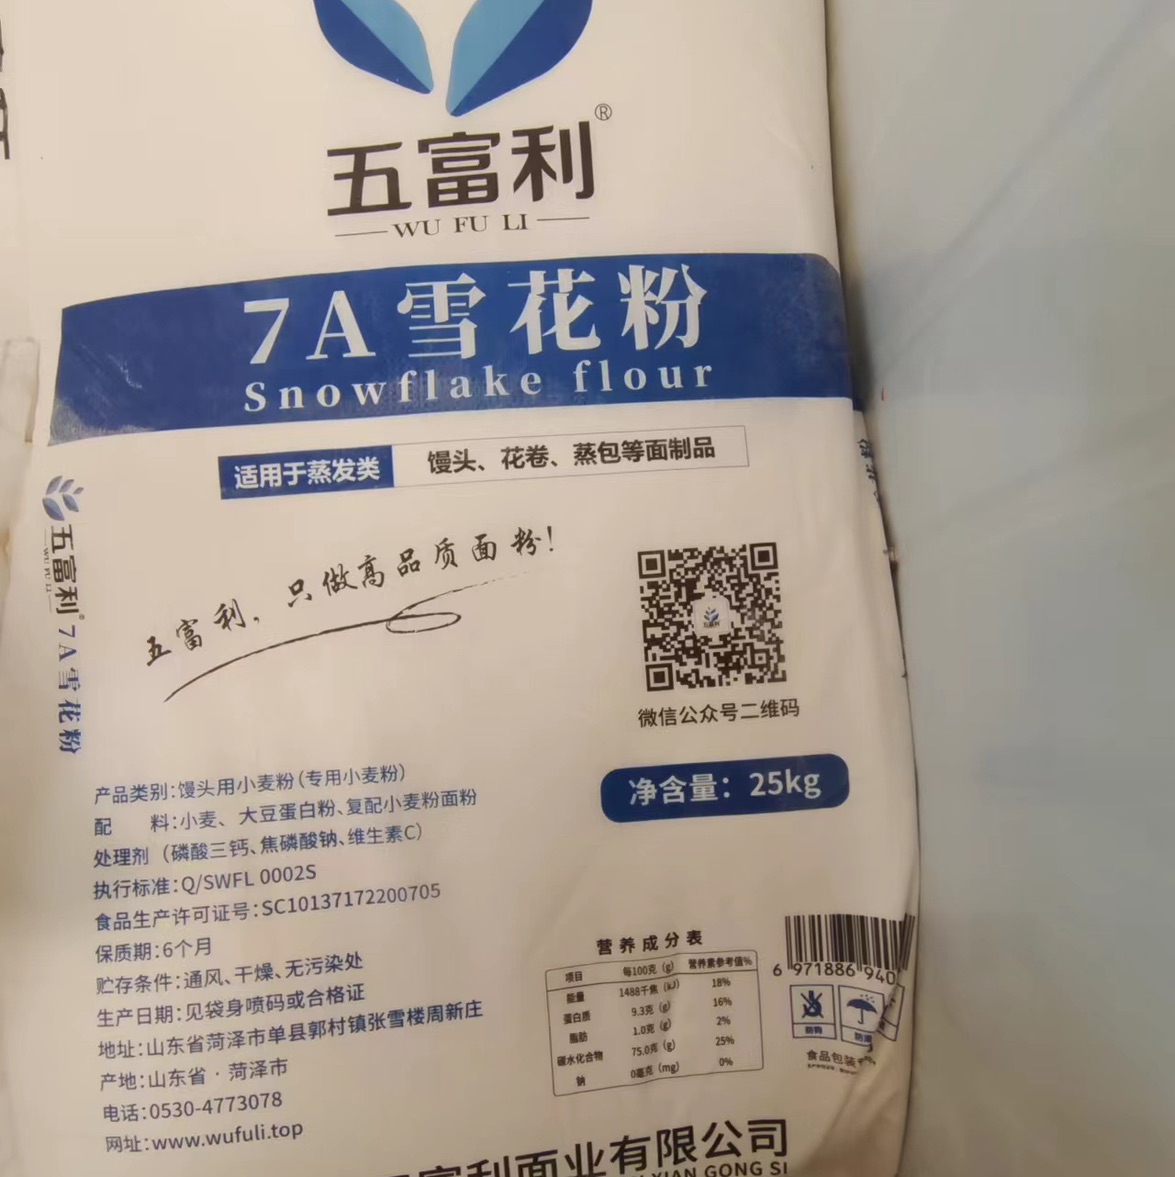 五富利®
WU FU LI
7A雪花粉
Snowflake flour
适用于蒸发类 馒头、花卷、蒸包等面制品
五富利,只做高品质面粉!
微信公众号二维码
净含量:25kg
五富利®7A雪花粉
WU FU LI
产品类别:馒头用小麦粉(专用小麦粉)
配 料:小麦、大豆蛋白粉、复配小麦粉面粉
处理剂(磷酸三钙、焦磷酸钠、维生素C)
执行标准:Q/SWFL 0002S
食品生产许可证号:SC10137172200705
保质期:6个月
贮存条件:通风、干燥、无污染处
生产日期:见袋身喷码或合格证
地址:山东省菏泽市单县郭村镇张雪楼周新庄
产地:山东省·菏泽市
电话:0530-4773078
网址:www.wufuli.top
营养成分表
项目 每100克(g) 营养素参考值%
能量 1488千焦(kJ) 18%
蛋白质 9.3克(g) 16%
脂肪 1.0克(g) 2%
碳水化合物 75.0克(g) 25%
钠 0毫克(mg) 0%
6 971886 940
食品包装
富利面业有限公司
XIAN GONG SI